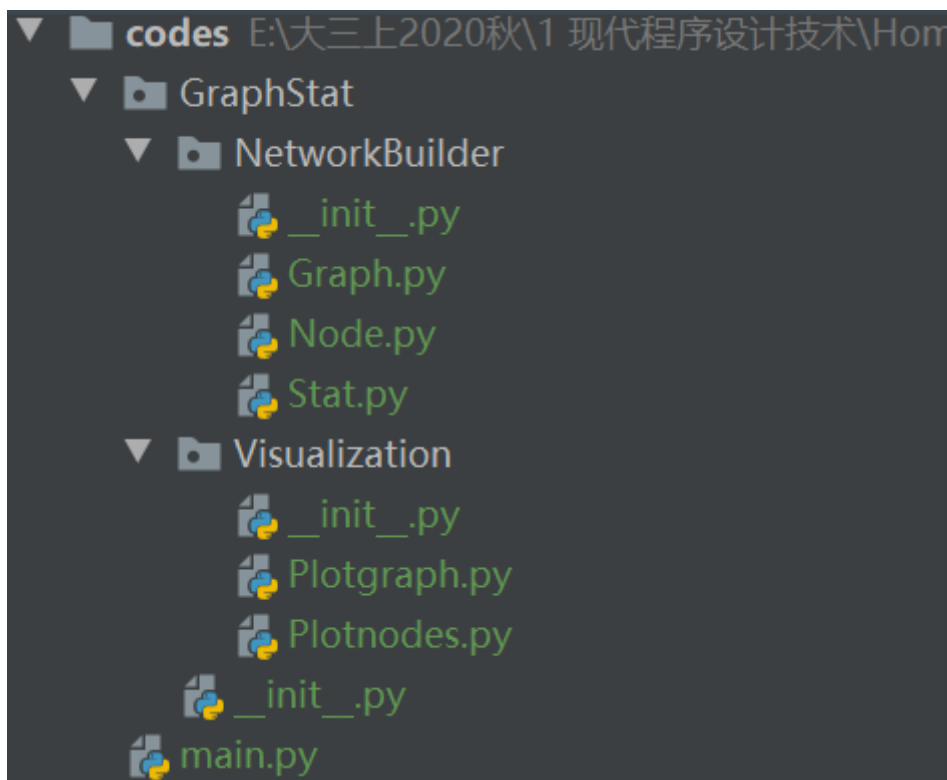 codes E:\大三上2020秋\1 现代程序设计技术\Hom
GraphStat
NetworkBuilder
__init__.py
Graph.py
Node.py
Stat.py
Visualization
__init__.py
Plotgraph.py
Plotnodes.py
__init__.py
main.py